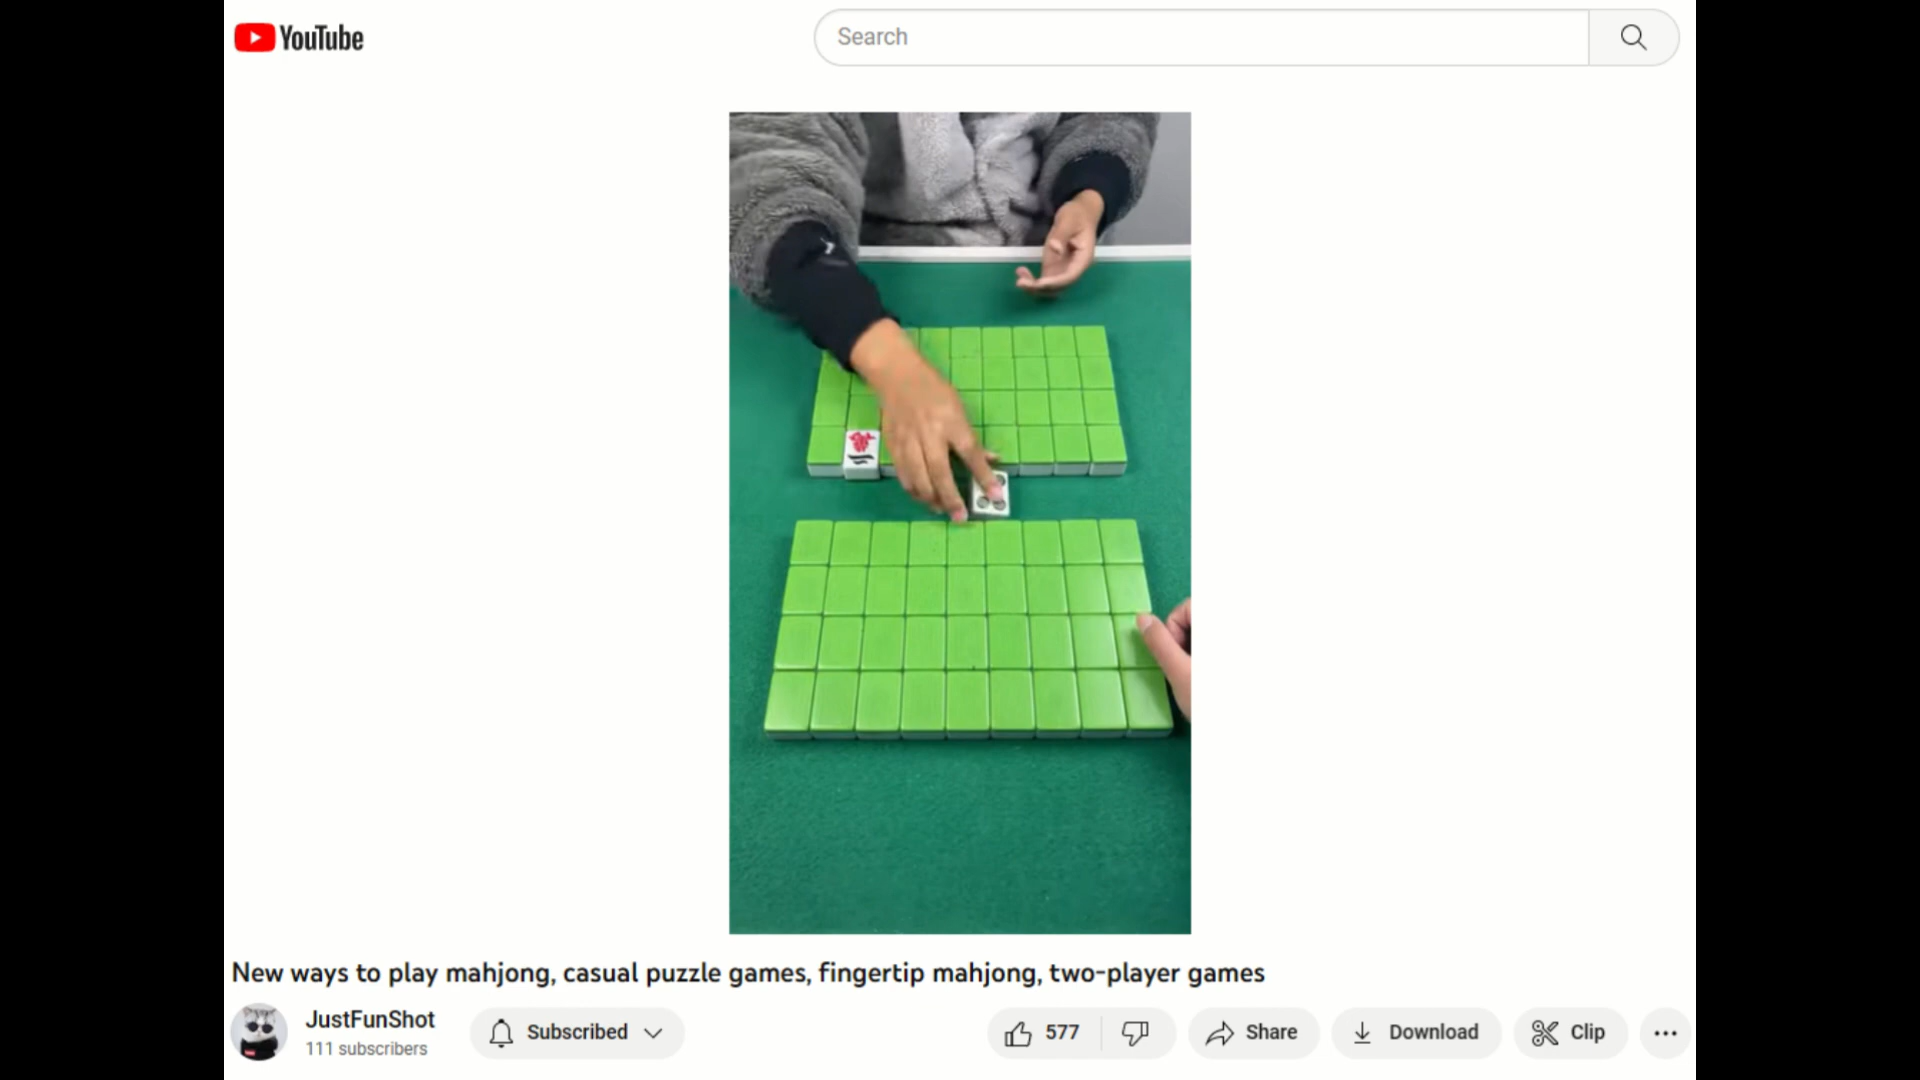 YouTube
Search
New ways to play mahjong, casual puzzle games, fingertip mahjong, two-player games
JustFunShot
111 subscribers
Subscribed
577
Share
Download
Clip